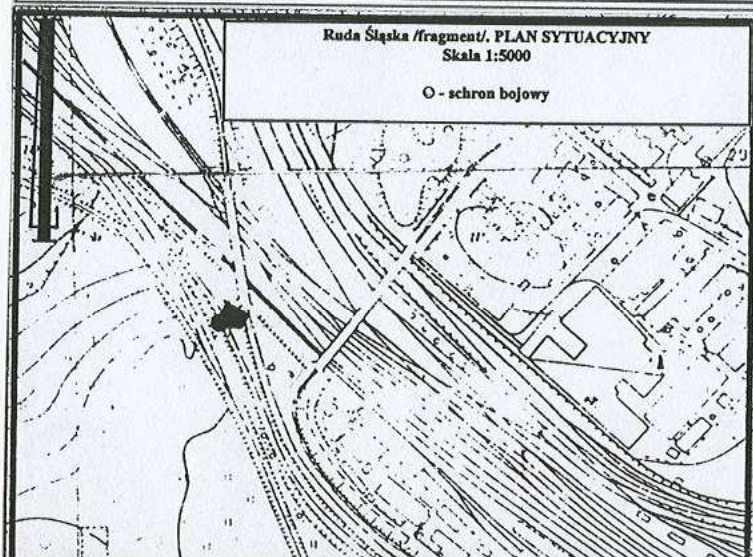 Ruda Śląska /fragment/. PLAN SYTUACYJNY
Skala 1:5000
O - schron bojowy